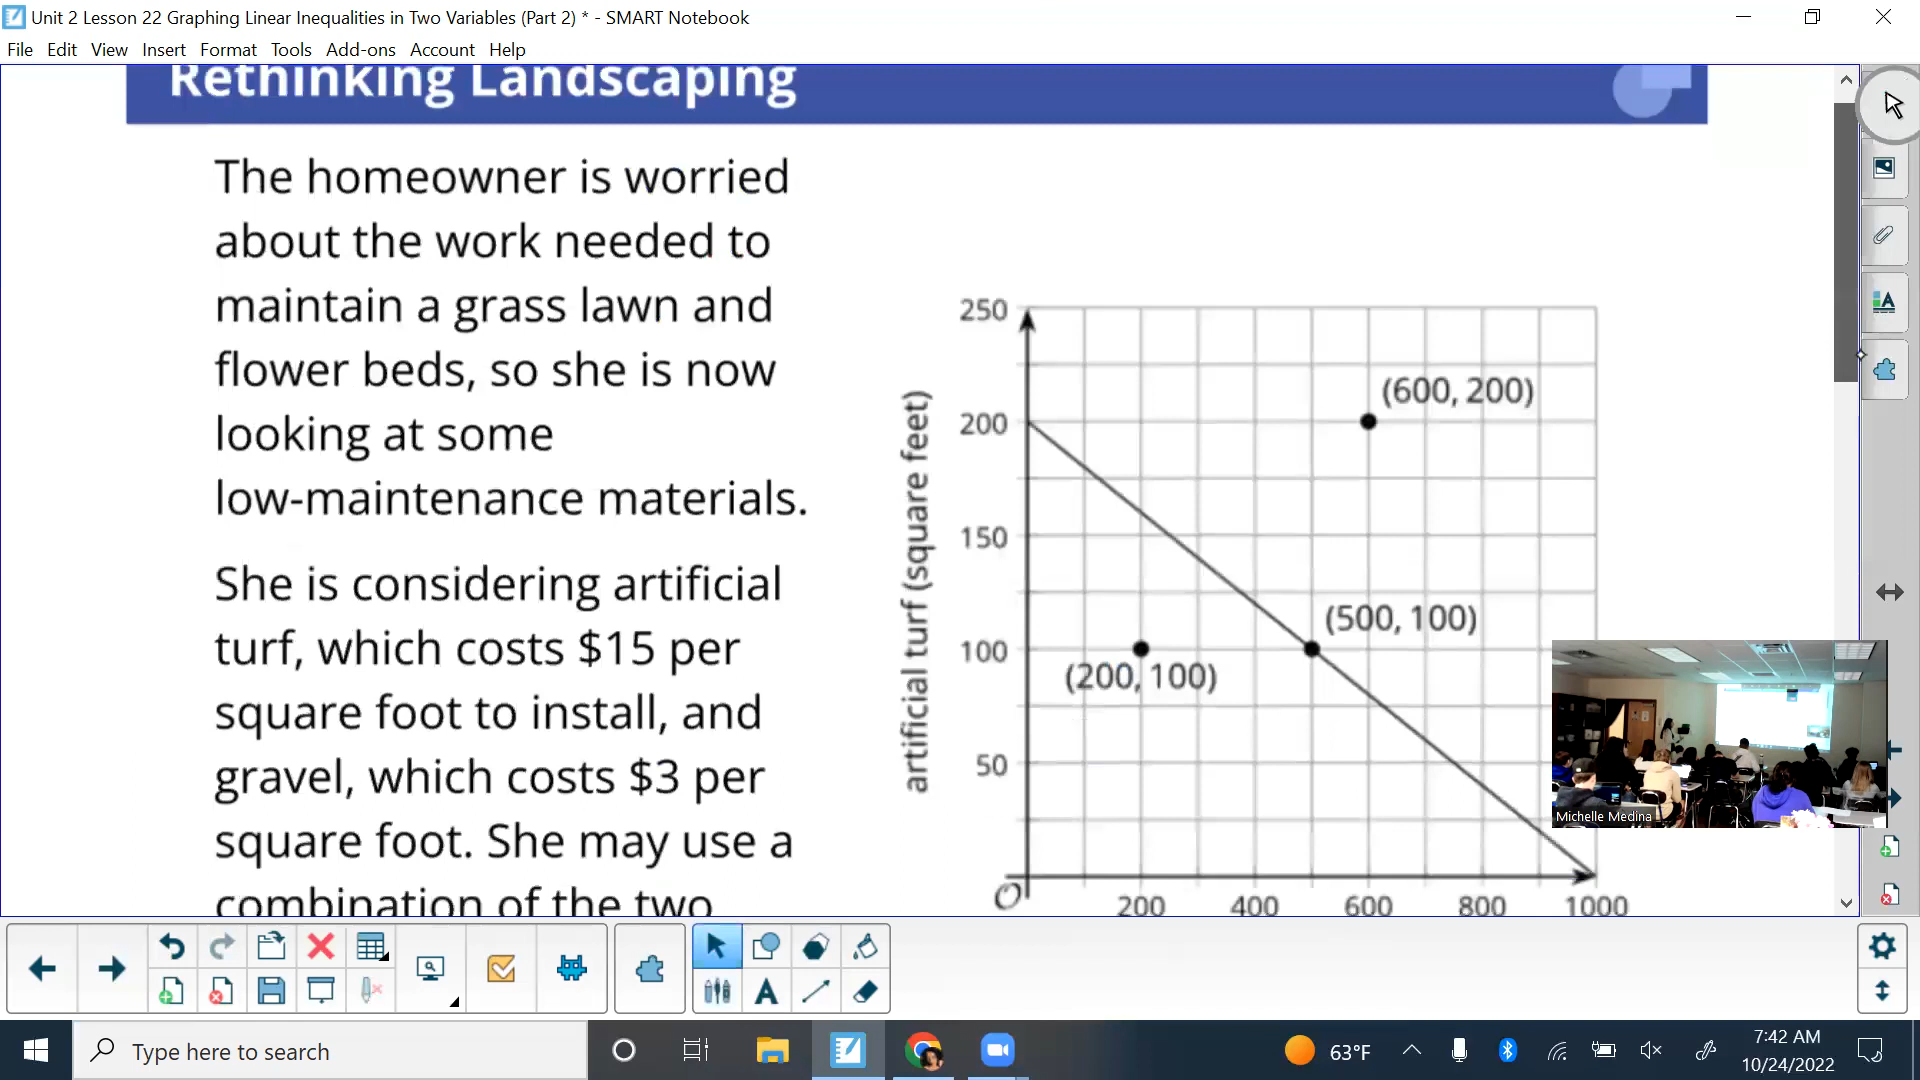 Unit 2 Lesson 22 Graphing Linear Inequalities in Two Variables (Part 2) * - SMART Notebook
File Edit View Insert Format Tools Add-ons Account Help
Rethinking Landscaping
The homeowner is worried
about the work needed to
maintain a grass lawn and
flower beds, so she is now
looking at some
low-maintenance materials.
She is considering artificial
turf, which costs $15 per
square foot to install, and
gravel, which costs $3 per
square foot. She may use a
combination of the two
artificial turf (square feet)
250
200
150
100
50
O
200 400 600 800 1000
(600, 200)
(500, 100)
(200, 100)
Michelle Medina
Type here to search
63°F
7:42 AM
10/24/2022